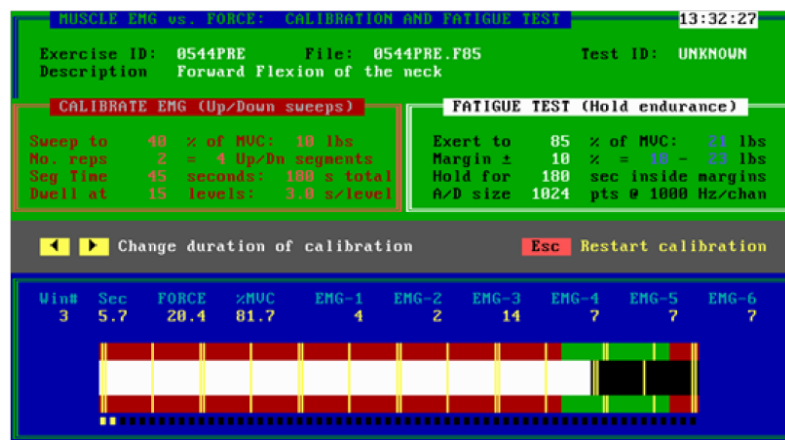 MUSCLE EMG vs. FORCE: CALIBRATION AND FATIGUE TEST 13:32:27
Exercise ID: 0544PRE File: 0544PRE.F85 Test ID: UNKNOWN
Description Forward Flexion of the neck
CALIBRATE EMG (Up/Down sweeps)
Sweep to 40 % of MVC: 10 lbs
No. reps 2 = 4 Up/Dn segments
Seg Time 45 seconds: 180 s total
Dwell at 15 levels: 3.0 s/level
FATIGUE TEST (Hold endurance)
Exert to 85 % of MVC: 21 lbs
Margin ± 10 % = 18 - 23 lbs
Hold for 180 sec inside margins
A/D size 1024 pts @ 1000 Hz/chan
Change duration of calibration Esc Restart calibration
Win# Sec FORCE %MVC EMG-1 EMG-2 EMG-3 EMG-4 EMG-5 EMG-6
3 5.7 20.4 81.7 4 2 14 7 7 7